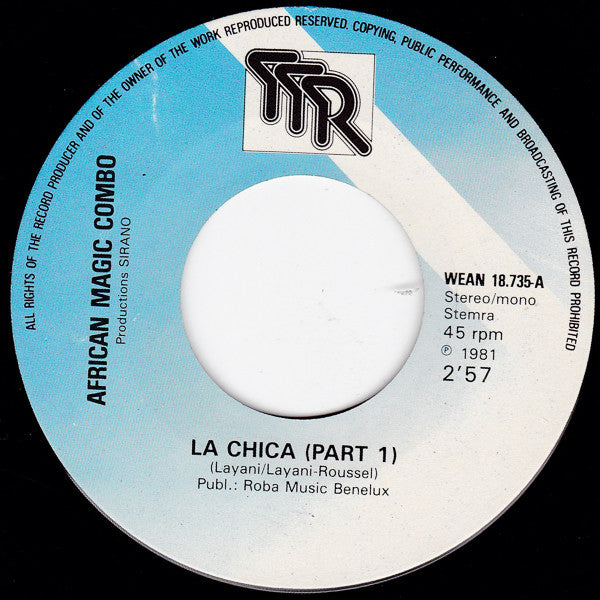 ALL RIGHTS OF THE RECORD PRODUCER AND OF THE OWNER OF THE WORK REPRODUCED RESERVED. COPYING, PUBLIC PERFORMANCE AND BROADCASTING OF THIS RECORD PROHIBITED
TTR
AFRICAN MAGIC COMBO
Productions SIRANO
WEAN 18.735-A
Stereo/mono
Stemra
45 rpm
℗ 1981
2'57
LA CHICA (PART 1)
(Layani/Layani-Roussel)
Publ.: Roba Music Benelux